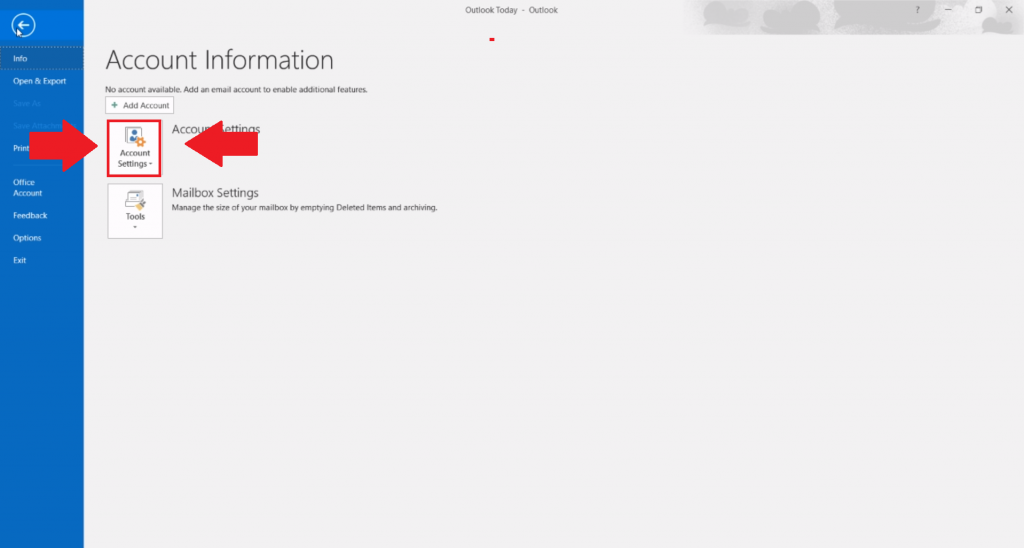 Outlook Today - Outlook
?
Info
Open & Export
Save As
Save Attachments
Print
Office
Account
Feedback
Options
Exit
Account Information
No account available. Add an email account to enable additional features.
+ Add Account
Account
Settings
Account Settings
Tools
Mailbox Settings
Manage the size of your mailbox by emptying Deleted Items and archiving.